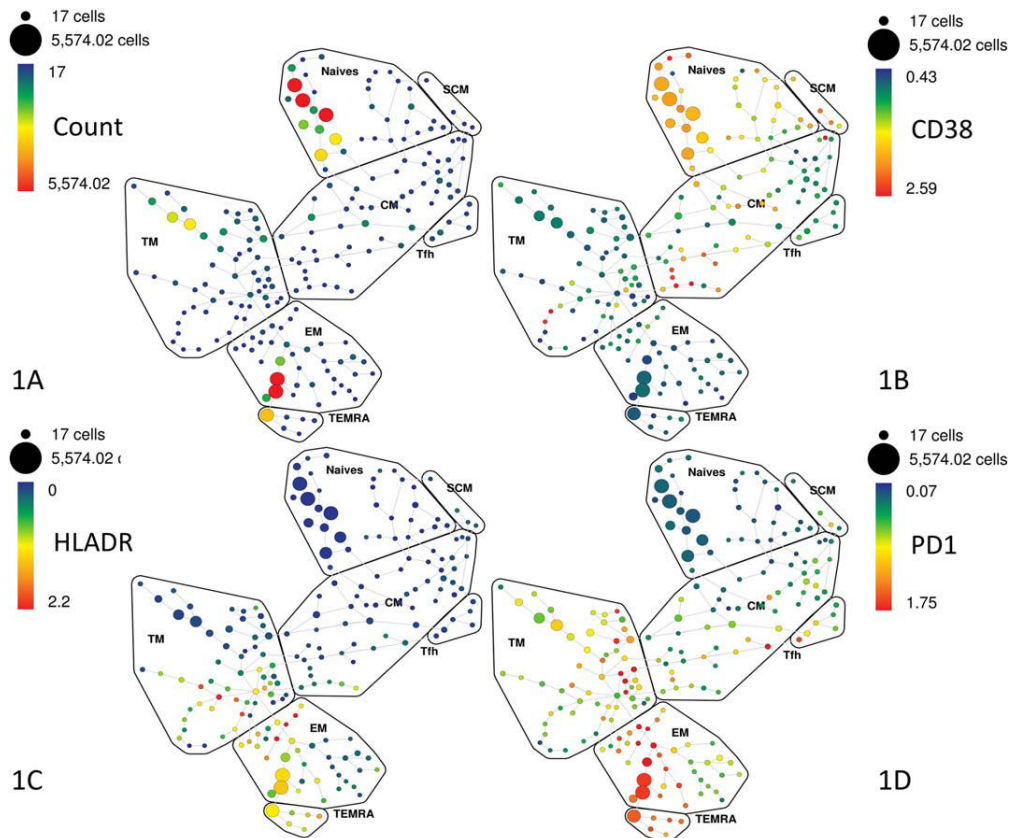 17 cells
5,574.02 cells
17
Count
5,574.02
Naives
SCM
CM
TM
Tfh
EM
TEMRA
1A
17 cells
5,574.02 cells
0.43
CD38
2.59
Naives
SCM
CM
TM
Tfh
EM
TEMRA
1B
17 cells
5,574.02 c
0
HLADR
2.2
Naives
SCM
CM
TM
Tfh
EM
TEMRA
1C
17 cells
5,574.02 cells
0.07
PD1
1.75
Naives
SCM
CM
TM
Tfh
EM
TEMRA
1D